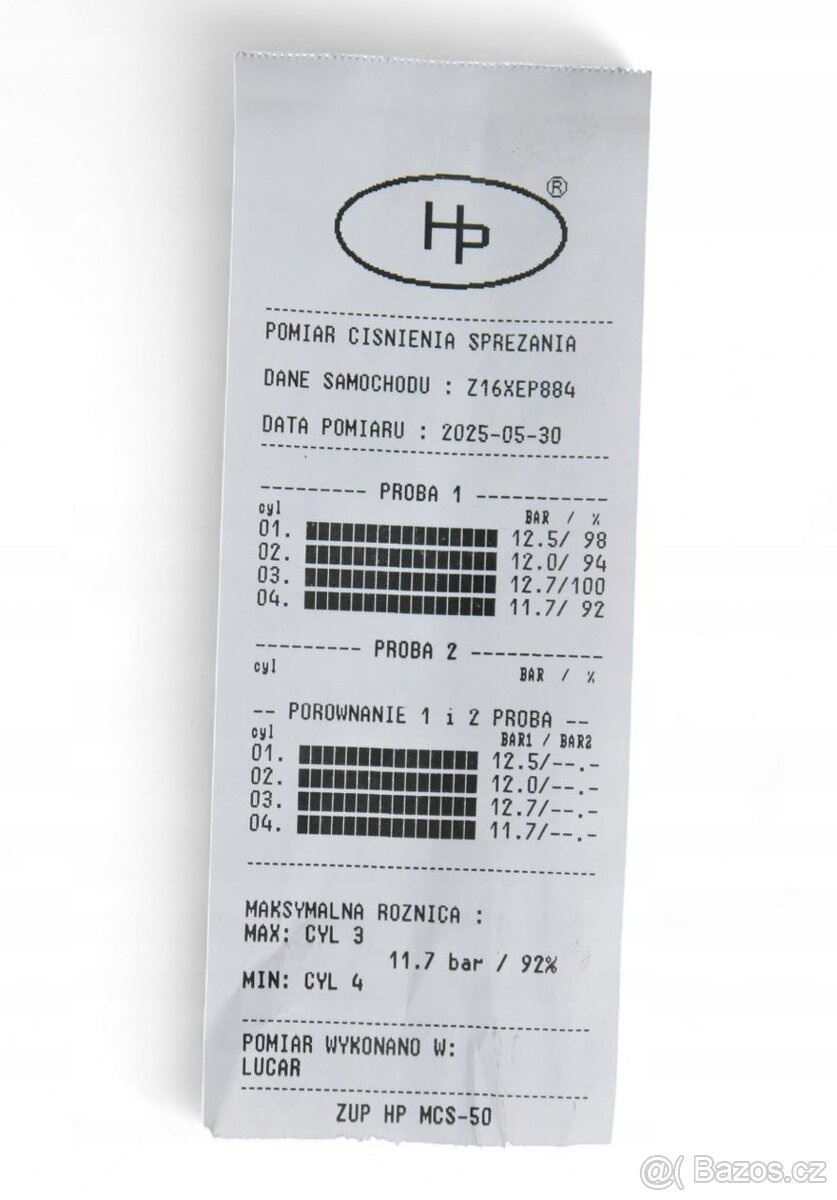 HP ®
POMIAR CISNIENIA SPREZANIA
DANE SAMOCHODU : Z16XEP884
DATA POMIARU : 2025-05-30
--------- PROBA 1 -----------
cyl BAR / %
01. 12.5/ 98
02. 12.0/ 94
03. 12.7/100
04. 11.7/ 92
--------- PROBA 2 -----------
cyl BAR / %
-- POROWNANIE 1 i 2 PROBA --
cyl BAR1 / BAR2
01. 12.5/--.-
02. 12.0/--.-
03. 12.7/--.-
04. 11.7/--.-
MAKSYMALNA ROZNICA :
MAX: CYL 3
11.7 bar / 92%
MIN: CYL 4
POMIAR WYKONANO W:
LUCAR
ZUP HP MCS-50
@( Bazos.cz